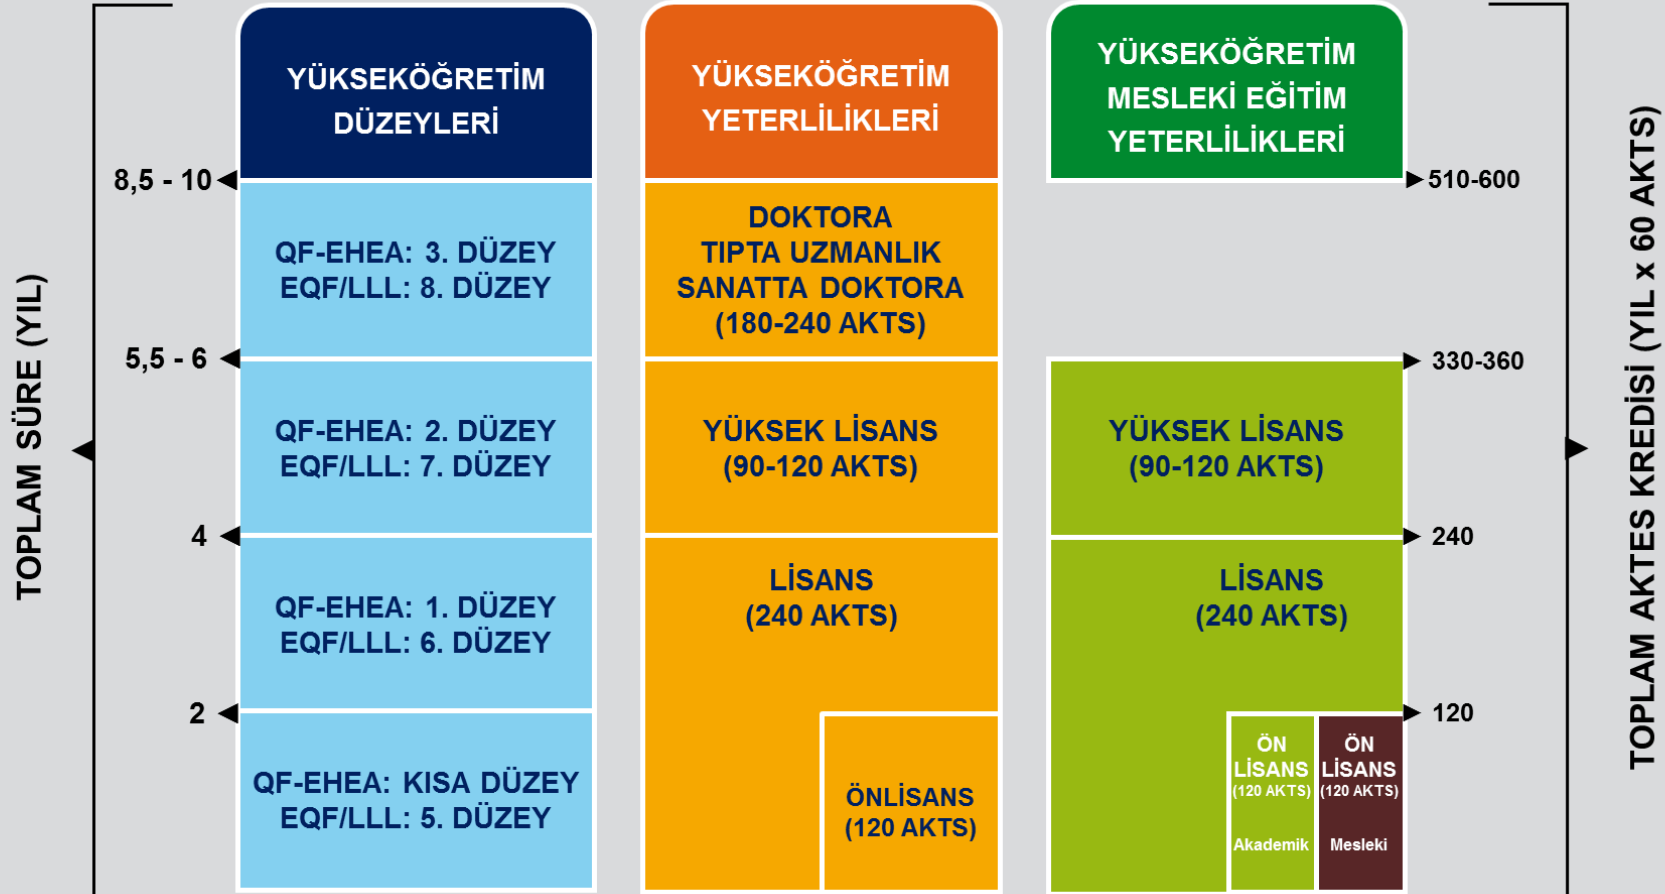 TOPLAM SÜRE (YIL)
8,5 - 10
5,5 - 6
4
2
YÜKSEKÖĞRETİM
DÜZEYLERİ
QF-EHEA: 3. DÜZEY
EQF/LLL: 8. DÜZEY
QF-EHEA: 2. DÜZEY
EQF/LLL: 7. DÜZEY
QF-EHEA: 1. DÜZEY
EQF/LLL: 6. DÜZEY
QF-EHEA: KISA DÜZEY
EQF/LLL: 5. DÜZEY
YÜKSEKÖĞRETİM
YETERLİLİKLERİ
DOKTORA
TIPTA UZMANLIK
SANATTA DOKTORA
(180-240 AKTS)
YÜKSEK LİSANS
(90-120 AKTS)
LİSANS
(240 AKTS)
ÖNLİSANS
(120 AKTS)
YÜKSEKÖĞRETİM
MESLEKİ EĞİTİM
YETERLİLİKLERİ
YÜKSEK LİSANS
(90-120 AKTS)
LİSANS
(240 AKTS)
ÖN
LİSANS
(120 AKTS)
Akademik
ÖN
LİSANS
(120 AKTS)
Mesleki
510-600
330-360
240
120
TOPLAM AKTES KREDİSİ (YIL x 60 AKTS)